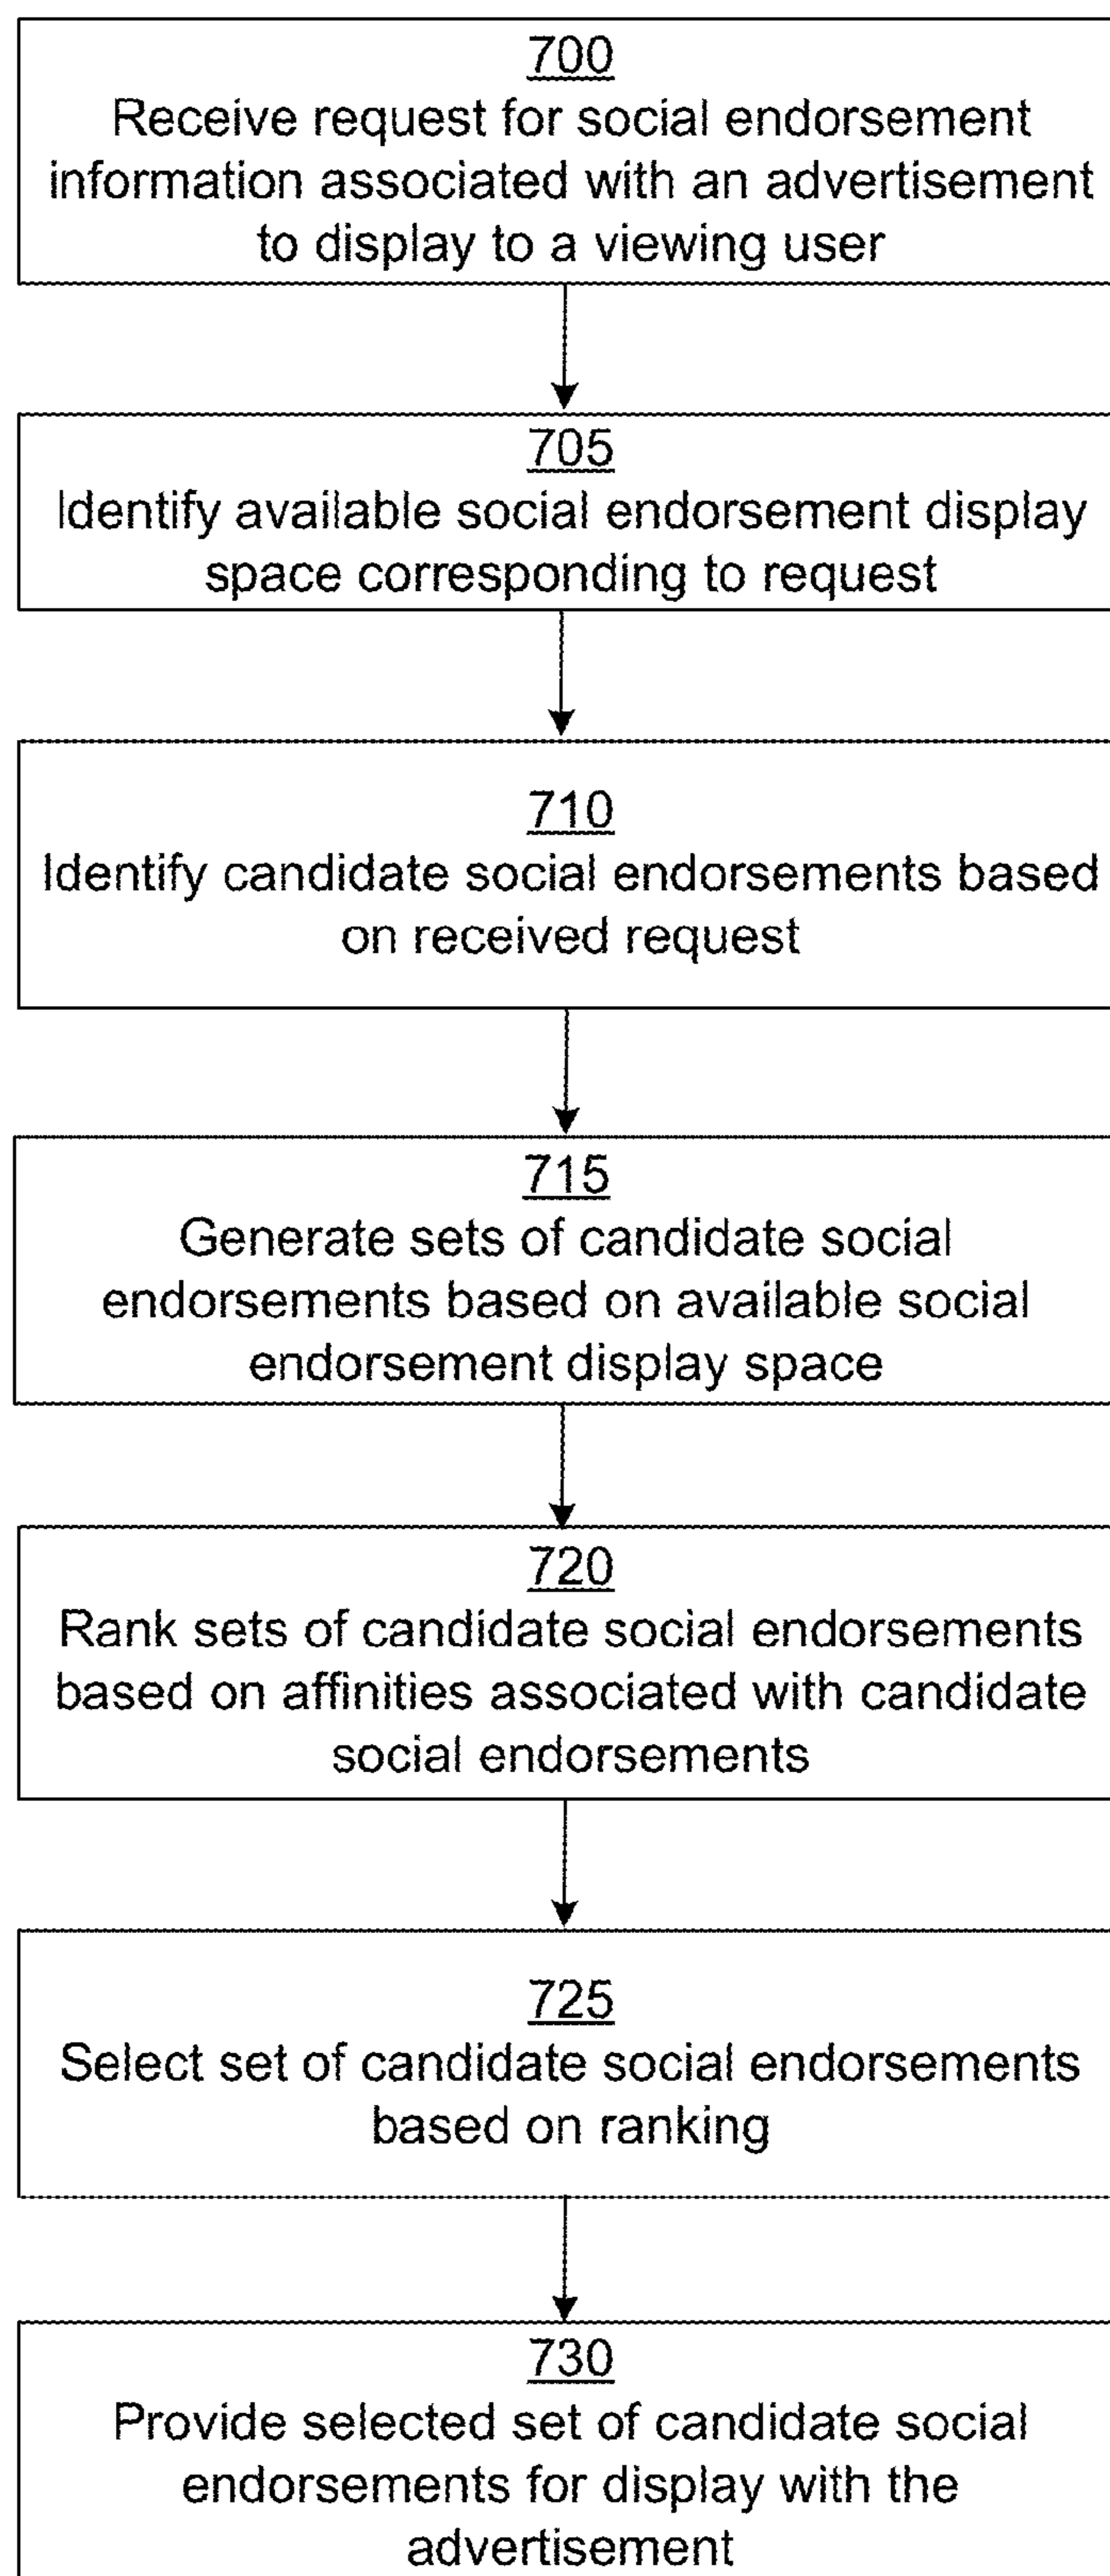 700
Receive request for social endorsement
information associated with an advertisement
to display to a viewing user
705
Identify available social endorsement display
space corresponding to request
710
Identify candidate social endorsements based
on received request
715
Generate sets of candidate social
endorsements based on available social
endorsement display space
720
Rank sets of candidate social endorsements
based on affinities associated with candidate
social endorsements
725
Select set of candidate social endorsements
based on ranking
730
Provide selected set of candidate social
endorsements for display with the
advertisement